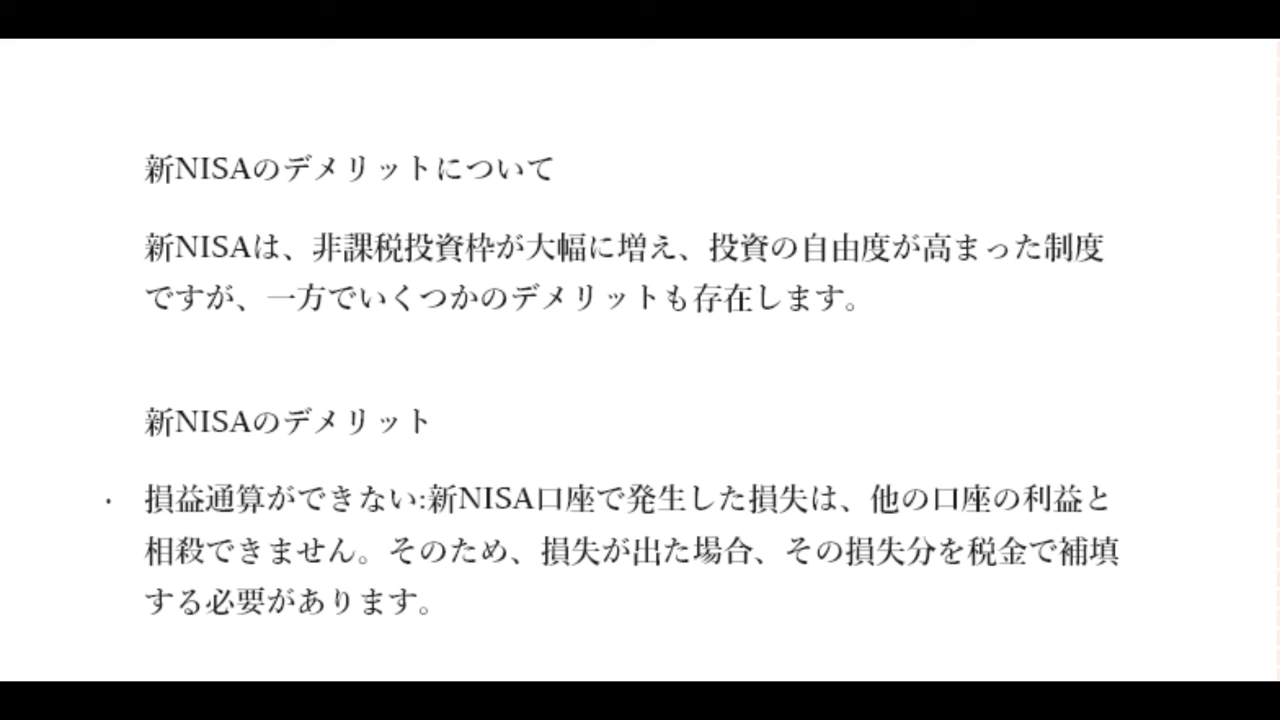 新NISAのデメリットについて
新NISAは、非課税投資枠が大幅に増え、投資の自由度が高まった制度
ですが、一方でいくつかのデメリットも存在します。
新NISAのデメリット
· 損益通算ができない:新NISA口座で発生した損失は、他の口座の利益と
相殺できません。そのため、損失が出た場合、その損失分を税金で補填
する必要があります。